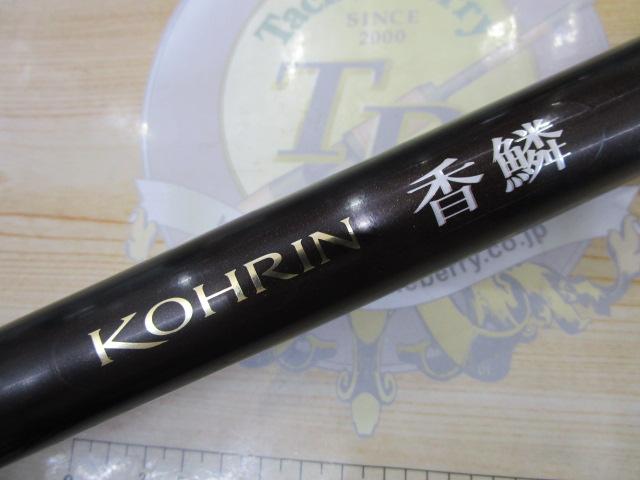 SINCE
2000
TB
KOHRIN 香鱗
berry.co.jp